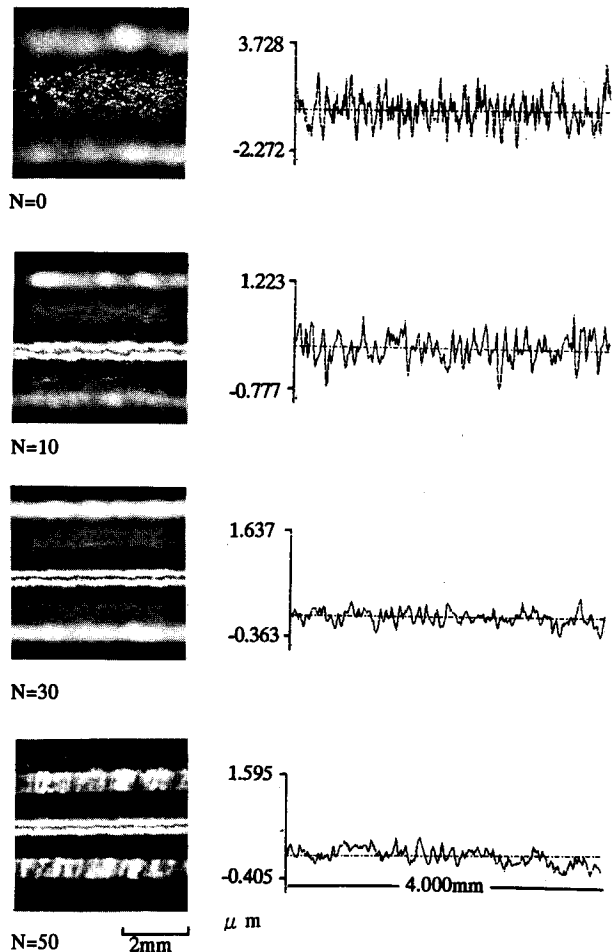 3.728
-2.272
N=0
1.223
-0.777
N=10
1.637
-0.363
N=30
1.595
-0.405
4.000mm
μ m
N=50
2mm